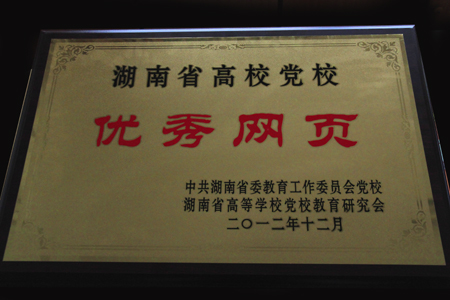 湖南省高校党校
优秀网页
中共湖南省委教育工作委员会党校
湖南省高等学校党校教育研究会
二〇一二年十二月